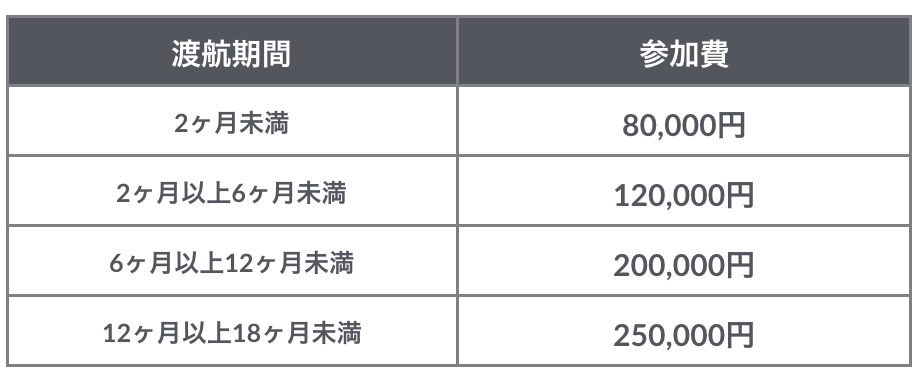 渡航期間 参加費
2ヶ月未満 80,000円
2ヶ月以上6ヶ月未満 120,000円
6ヶ月以上12ヶ月未満 200,000円
12ヶ月以上18ヶ月未満 250,000円